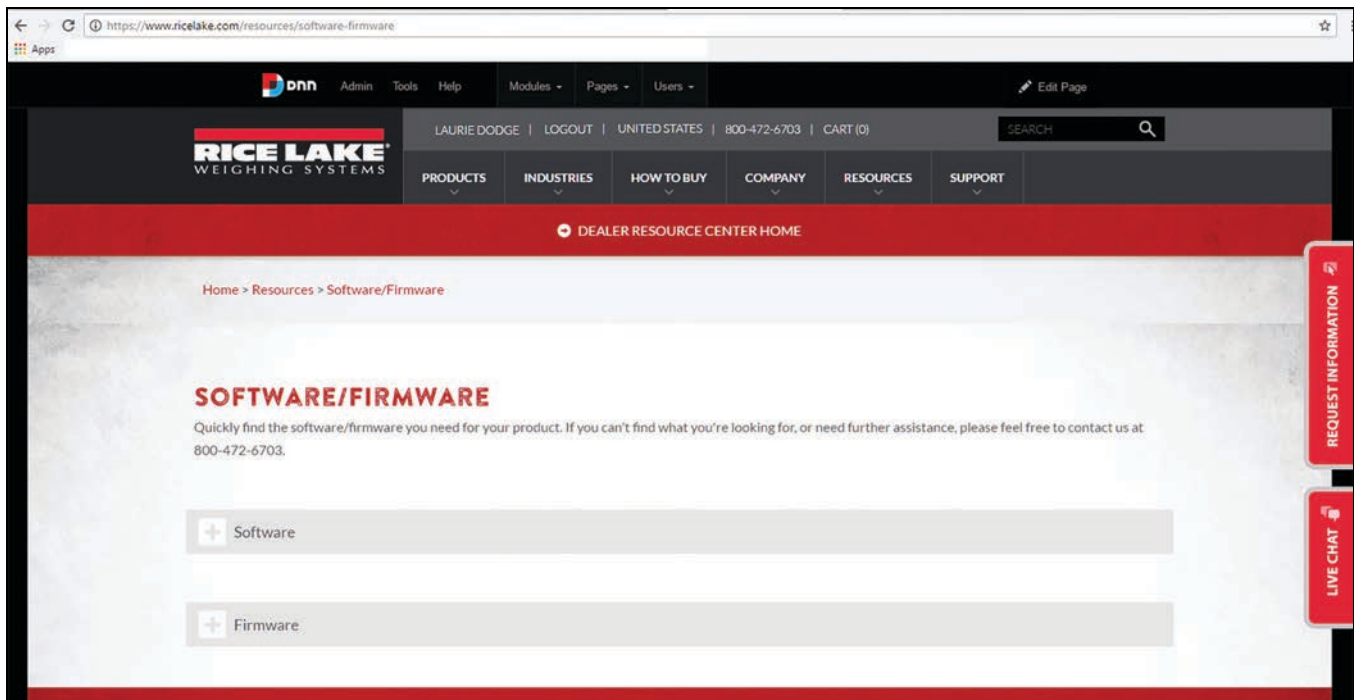 https://www.ricelake.com/resources/software-firmware
Apps
DNN Admin Tools Help Modules Pages Users Edit Page
LAURIE DODGE | LOGOUT | UNITED STATES | 800-472-6703 | CART (0) SEARCH
RICE LAKE
WEIGHING SYSTEMS
PRODUCTS INDUSTRIES HOW TO BUY COMPANY RESOURCES SUPPORT
DEALER RESOURCE CENTER HOME
Home > Resources > Software/Firmware
REQUEST INFORMATION
SOFTWARE/FIRMWARE
Quickly find the software/firmware you need for your product. If you can't find what you're looking for, or need further assistance, please feel free to contact us at
800-472-6703.
Software
LIVE CHAT
Firmware